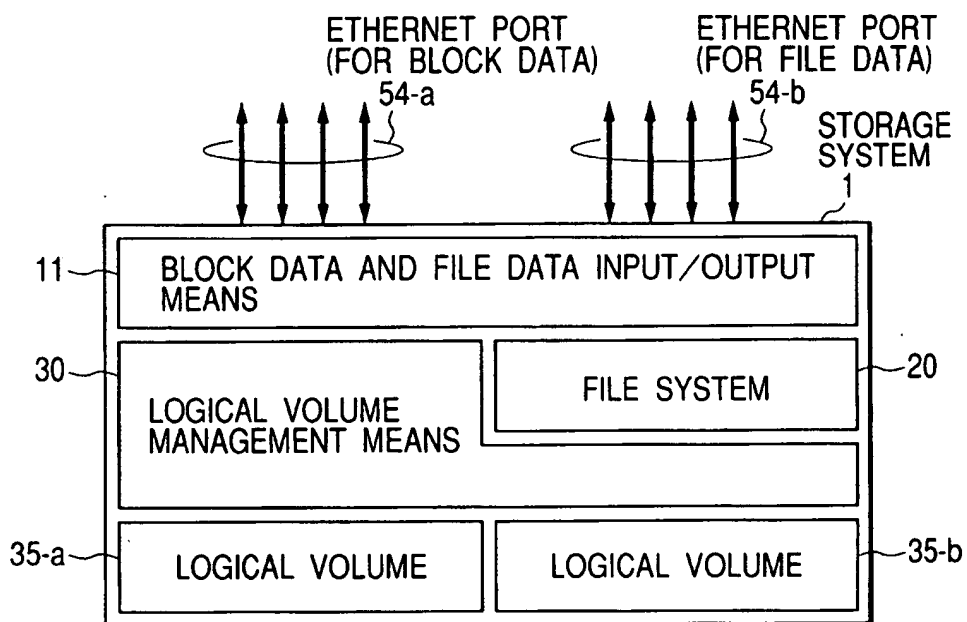 ETHERNET PORT
(FOR BLOCK DATA)
54-a
ETHERNET PORT
(FOR FILE DATA)
54-b
STORAGE
SYSTEM
1
11
BLOCK DATA AND FILE DATA INPUT/OUTPUT
MEANS
30
LOGICAL VOLUME
MANAGEMENT MEANS
FILE SYSTEM
20
35-a
LOGICAL VOLUME
LOGICAL VOLUME
35-b